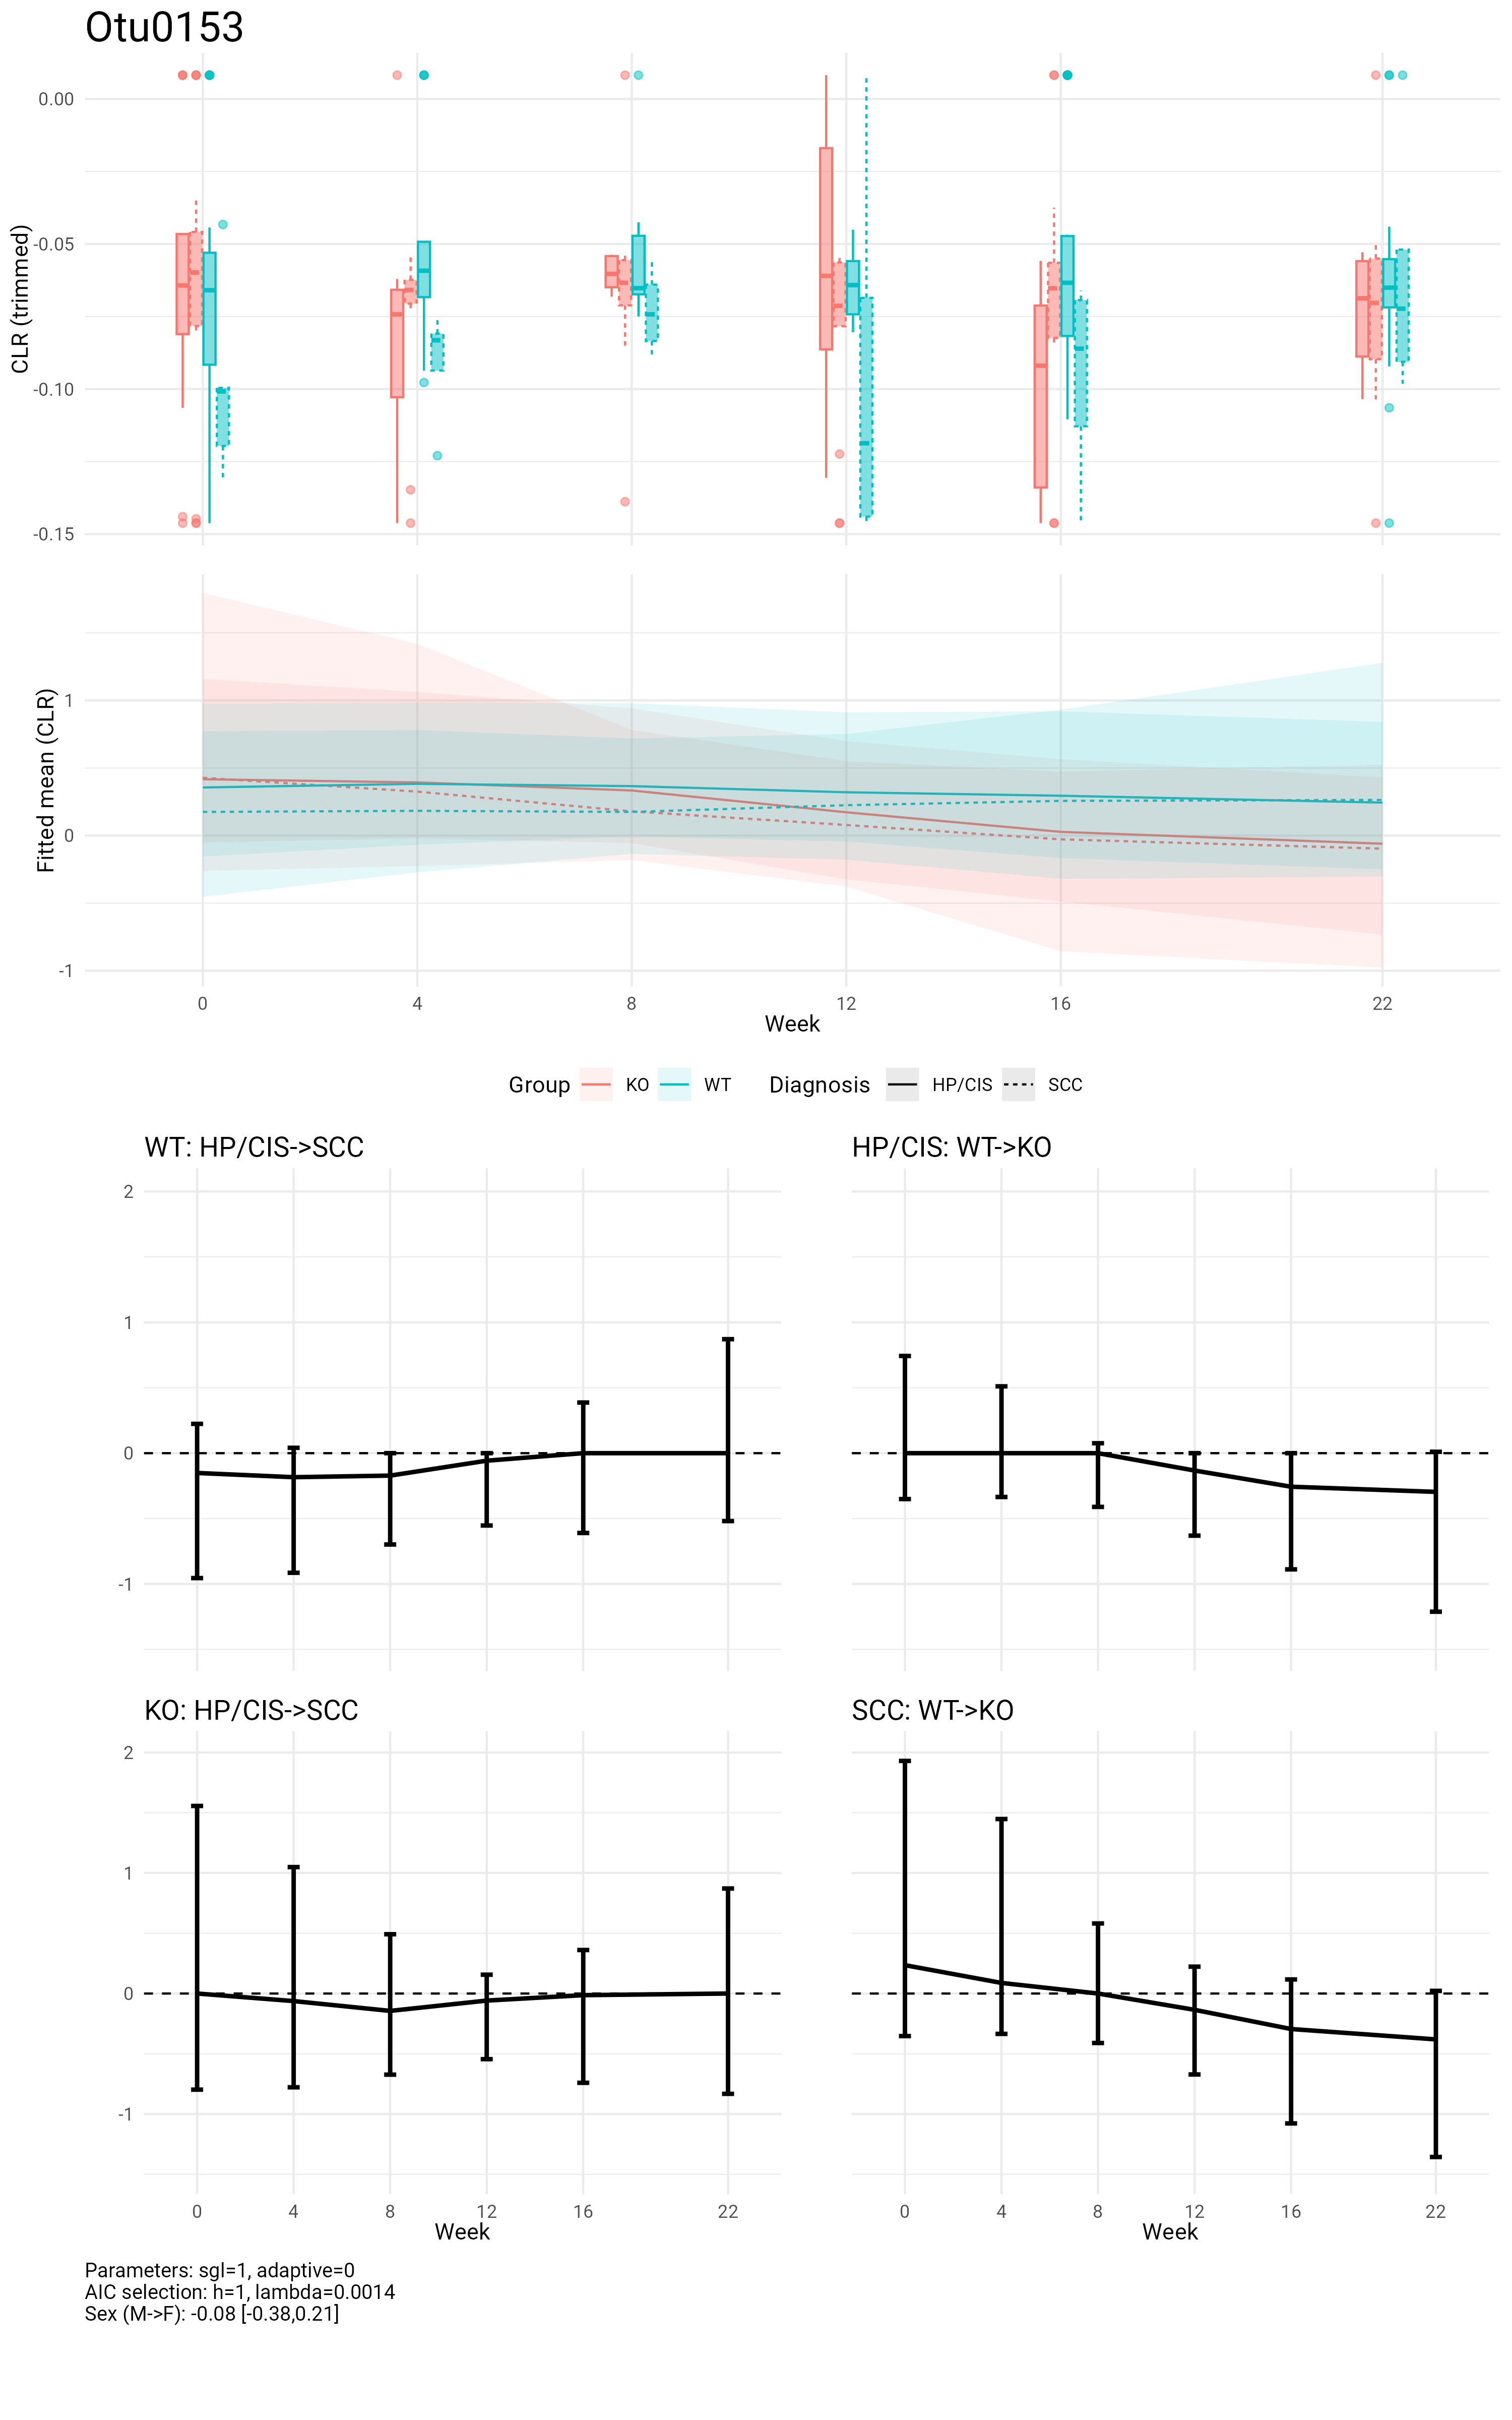 Otu0153
CLR (trimmed)
0.00
-0.05
-0.10
-0.15
Fitted mean (CLR)
1
0
-1
0 4 8 12 16 22
Week
Group KO WT Diagnosis HP/CIS SCC
WT: HP/CIS->SCC
HP/CIS: WT->KO
2
1
0
-1
KO: HP/CIS->SCC
SCC: WT->KO
2
1
0
-1
0 4 8 12 16 22
Week
0 4 8 12 16 22
Week
Parameters: sgl=1, adaptive=0
AIC selection: h=1, lambda=0.0014
Sex (M->F): -0.08 [-0.38,0.21]